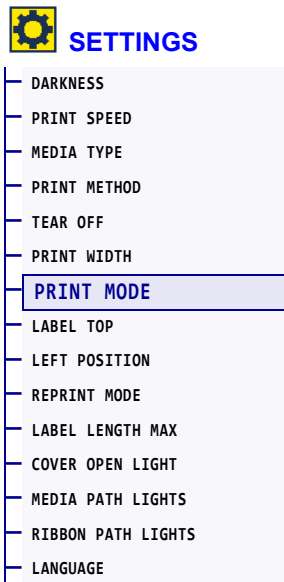 SETTINGS
DARKNESS
PRINT SPEED
MEDIA TYPE
PRINT METHOD
TEAR OFF
PRINT WIDTH
PRINT MODE
LABEL TOP
LEFT POSITION
REPRINT MODE
LABEL LENGTH MAX
COVER OPEN LIGHT
MEDIA PATH LIGHTS
RIBBON PATH LIGHTS
LANGUAGE